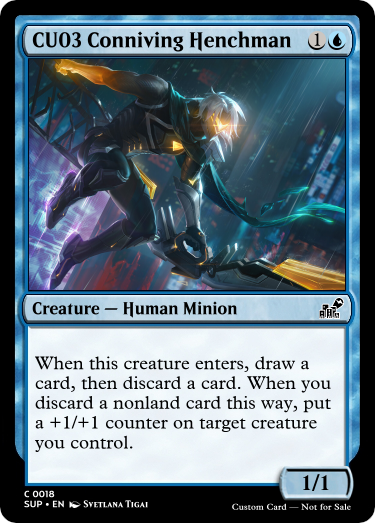 CU03 Conniving Henchman 1
Creature — Human Minion
When this creature enters, draw a
card, then discard a card. When you
discard a nonland card this way, put
a +1/+1 counter on target creature
you control.
1/1
C 0018
SUP • EN Svetlana Tigai
Custom Card — Not for Sale